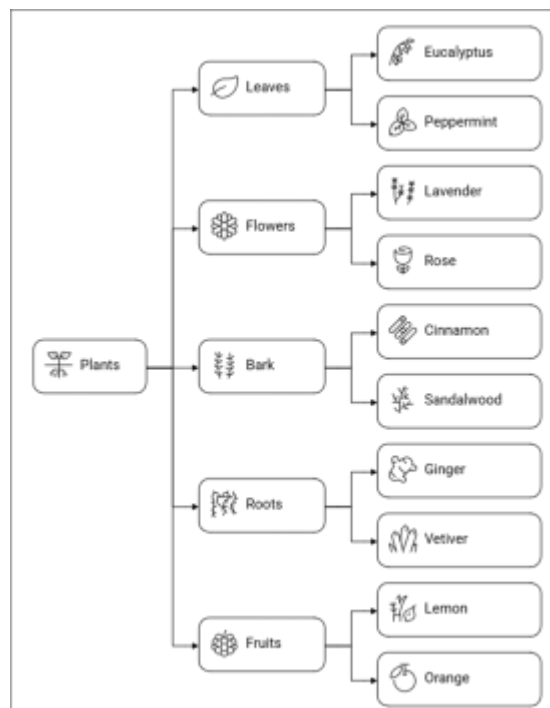 Plants
Leaves
Eucalyptus
Peppermint
Flowers
Lavender
Rose
Bark
Cinnamon
Sandalwood
Roots
Ginger
Vetiver
Fruits
Lemon
Orange